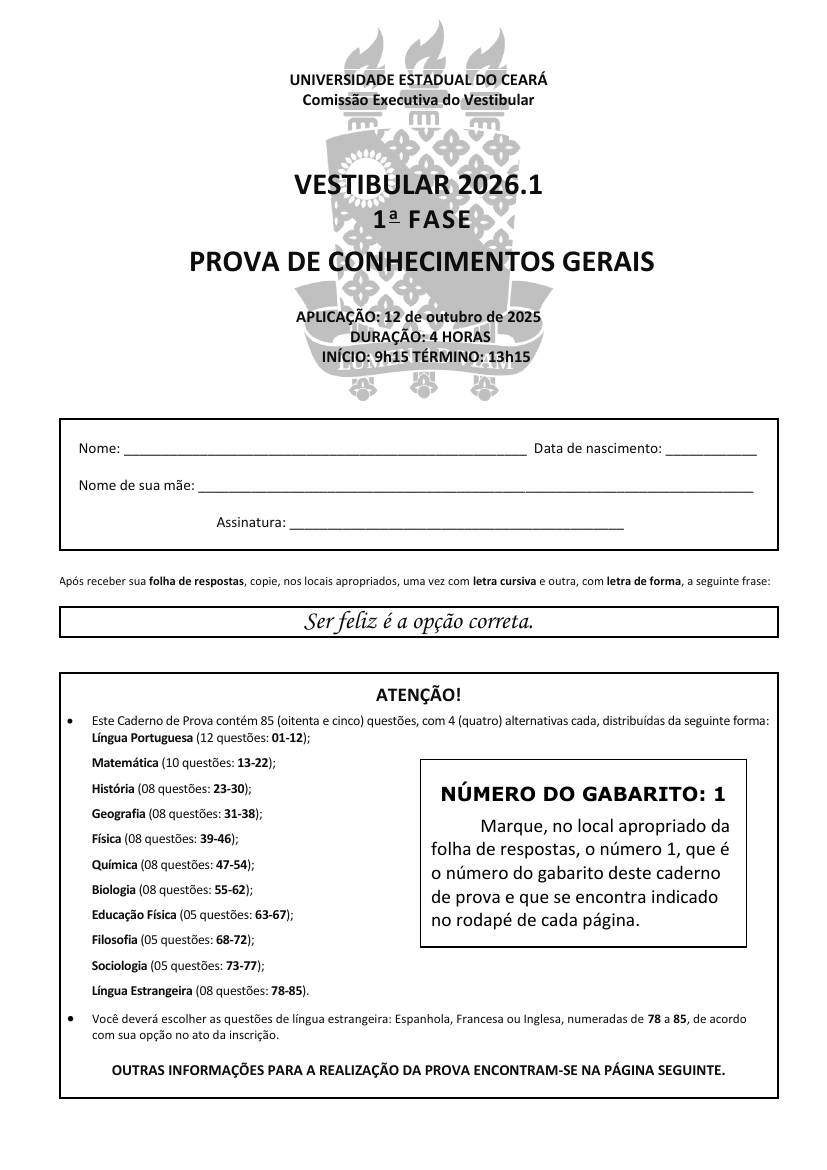 UNIVERSIDADE ESTADUAL DO CEARÁ
Comissão Executiva do Vestibular
VESTIBULAR 2026.1
1ª FASE
PROVA DE CONHECIMENTOS GERAIS
APLICAÇÃO: 12 de outubro de 2025
DURAÇÃO: 4 HORAS
INÍCIO: 9h15 TÉRMINO: 13h15
Nome: ______________________________________________________ Data de nascimento: ____________
Nome de sua mãe: __________________________________________________________________________
Assinatura: _____________________________________________
Após receber sua folha de respostas, copie, nos locais apropriados, uma vez com letra cursiva e outra, com letra de forma, a seguinte frase:
Ser feliz é a opção correta.
ATENÇÃO!
• Este Caderno de Prova contém 85 (oitenta e cinco) questões, com 4 (quatro) alternativas cada, distribuídas da seguinte forma:
Língua Portuguesa (12 questões: 01-12);
Matemática (10 questões: 13-22);
História (08 questões: 23-30);
Geografia (08 questões: 31-38);
Física (08 questões: 39-46);
Química (08 questões: 47-54);
Biologia (08 questões: 55-62);
Educação Física (05 questões: 63-67);
Filosofia (05 questões: 68-72);
Sociologia (05 questões: 73-77);
Língua Estrangeira (08 questões: 78-85).
NÚMERO DO GABARITO: 1
Marque, no local apropriado da
folha de respostas, o número 1, que é
o número do gabarito deste caderno
de prova e que se encontra indicado
no rodapé de cada página.
• Você deverá escolher as questões de língua estrangeira: Espanhola, Francesa ou Inglesa, numeradas de 78 a 85, de acordo
com sua opção no ato da inscrição.
OUTRAS INFORMAÇÕES PARA A REALIZAÇÃO DA PROVA ENCONTRAM-SE NA PÁGINA SEGUINTE.